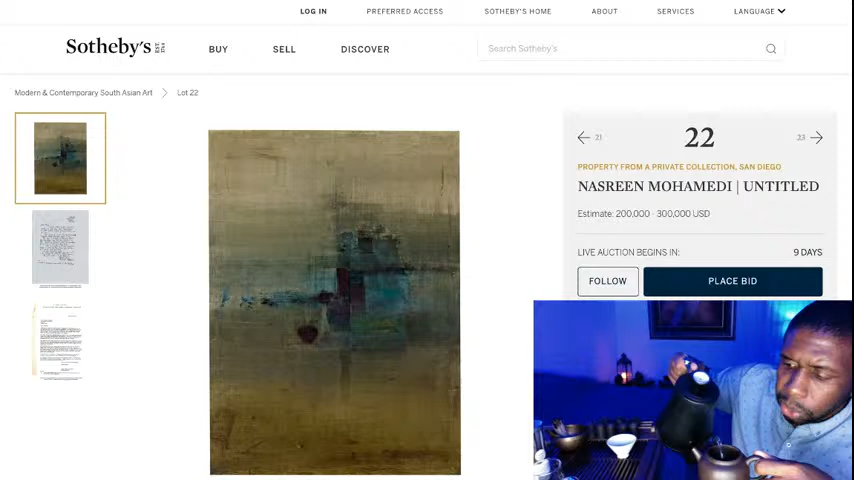 LOG IN PREFERRED ACCESS SOTHEBY'S HOME ABOUT SERVICES LANGUAGE
Sotheby's EST. 1744 BUY SELL DISCOVER Search Sotheby's
Modern & Contemporary South Asian Art Lot 22
21 22 23
PROPERTY FROM A PRIVATE COLLECTION, SAN DIEGO
NASREEN MOHAMEDI | UNTITLED
Estimate: 200,000 - 300,000 USD
LIVE AUCTION BEGINS IN: 9 DAYS
FOLLOW PLACE BID